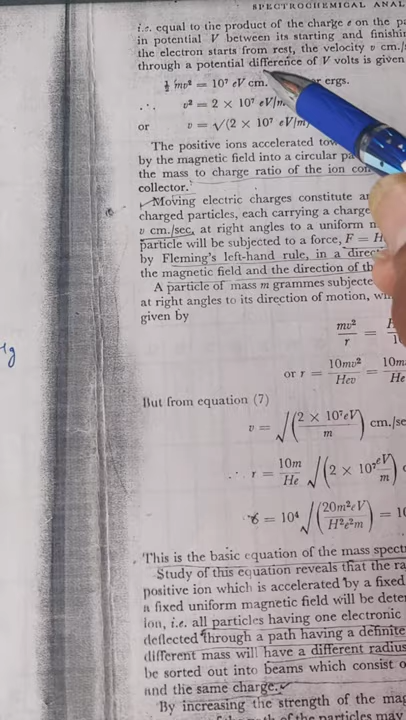 SPECTROCHEMICAL ANAL
i.e. equal to the product of the charge e on the pa
in potential V between its starting and finishin
the electron starts from rest, the velocity v cm./s
through a potential difference of V volts is given
½ mv² = 10⁷ eV cm. ergs.
∴ v² = 2 × 10⁷ eV/m
or v = √(2 × 10⁷ eV/m)
The positive ions accelerated tow
by the magnetic field into a circular pa
the mass to charge ratio of the ion con
collector.
Moving electric charges constitute an
charged particles, each carrying a charge
v cm./sec, at right angles to a uniform m
particle will be subjected to a force, F = H
by Fleming's left-hand rule, in a direc
the magnetic field and the direction of th
A particle of mass m grammes subjecte
at right angles to its direction of motion, wi
given by
mv²/r =
or r = 10mv²/Hev = 10m/He
But from equation (7)
v = √(2 × 10⁷eV/m) cm./se
∴ r = 10m/He √(2 × 10⁷ eV/m)
= 10⁴ √(20m²eV/H²e²m) = 10
This is the basic equation of the mass spect
Study of this equation reveals that the ra
positive ion which is accelerated by a fixed
a fixed uniform magnetic field will be dete
ion, i.e. all particles having one electronic
deflected through a path having a definite
different mass will have a different radius
be sorted out into beams which consist o
and the same charge.
By increasing the strength of the mag
of the particles may